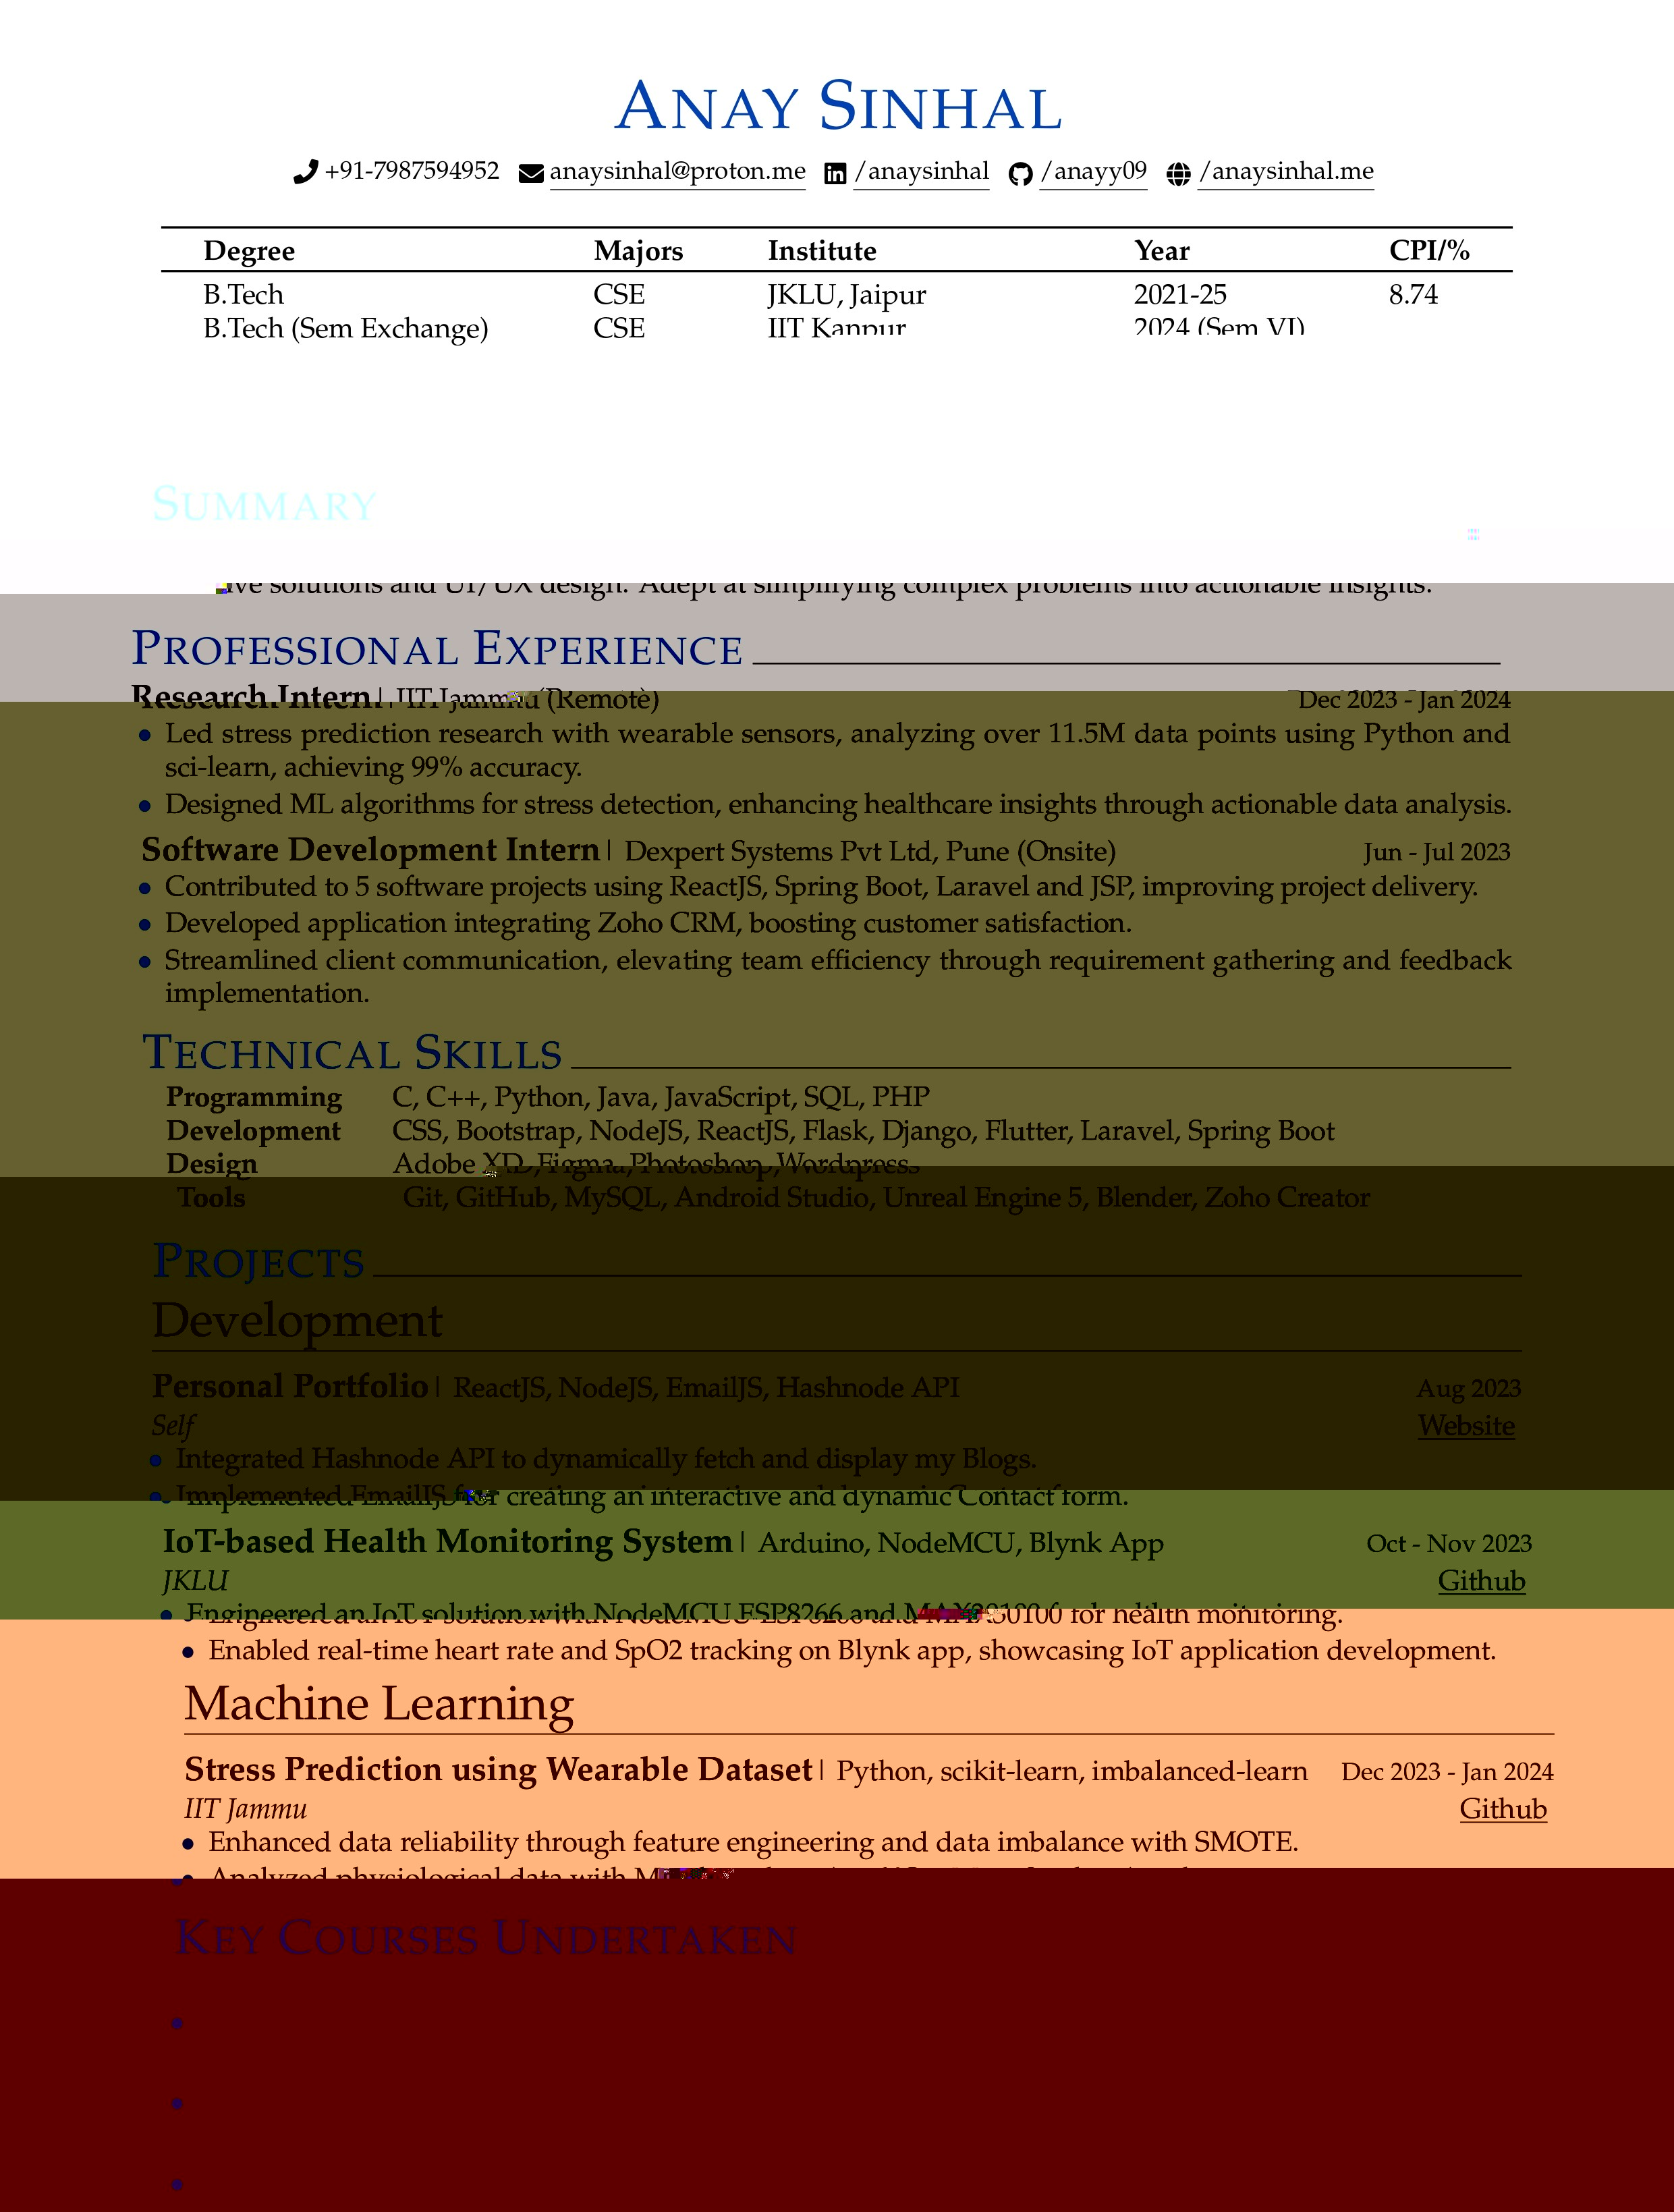 ANAY SINHAL
+91-7987594952 anaysinhal@proton.me /anaysinhal /anayy09 /anaysinhal.me
Degree Majors Institute Year CPI/%
B.Tech CSE JKLU, Jaipur 2021-25 8.74
B.Tech (Sem Exchange) CSE IIT Kanpur 2024 (Sem VI)
SUMMARY
solutions and UI/UX design. Adept at simplifying complex problems into actionable insights.
PROFESSIONAL EXPERIENCE
Research Intern | IIT Jammu (Remote) Dec 2023 - Jan 2024
• Led stress prediction research with wearable sensors, analyzing over 11.5M data points using Python and
sci-learn, achieving 99% accuracy.
• Designed ML algorithms for stress detection, enhancing healthcare insights through actionable data analysis.
Software Development Intern | Dexpert Systems Pvt Ltd, Pune (Onsite) Jun - Jul 2023
• Contributed to 5 software projects using ReactJS, Spring Boot, Laravel and JSP, improving project delivery.
• Developed application integrating Zoho CRM, boosting customer satisfaction.
• Streamlined client communication, elevating team efficiency through requirement gathering and feedback
implementation.
TECHNICAL SKILLS
Programming C, C++, Python, Java, JavaScript, SQL, PHP
Development CSS, Bootstrap, NodeJS, ReactJS, Flask, Django, Flutter, Laravel, Spring Boot
Design Adobe XD, Figma, Photoshop, Wordpress
Tools Git, GitHub, MySQL, Android Studio, Unreal Engine 5, Blender, Zoho Creator
PROJECTS
Development
Personal Portfolio | ReactJS, NodeJS, EmailJS, Hashnode API Aug 2023
Self Website
• Integrated Hashnode API to dynamically fetch and display my Blogs.
• Implemented EmailJS for creating an interactive and dynamic Contact form.
IoT-based Health Monitoring System | Arduino, NodeMCU, Blynk App Oct - Nov 2023
JKLU Github
• Engineered an IoT solution with NodeMCU ESP8266 and for health monitoring.
• Enabled real-time heart rate and SpO2 tracking on Blynk app, showcasing IoT application development.
Machine Learning
Stress Prediction using Wearable Dataset | Python, scikit-learn, imbalanced-learn Dec 2023 - Jan 2024
IIT Jammu Github
• Enhanced data reliability through feature engineering and data imbalance with SMOTE.
• Analyzed physiological data with
KEY COURSES UNDERTAKEN